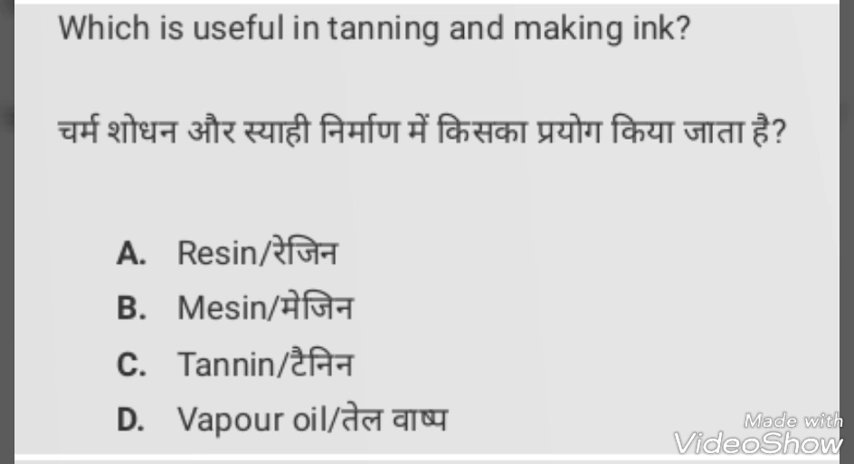 Which is useful in tanning and making ink?
चर्म शोधन और स्याही निर्माण में किसका प्रयोग किया जाता है?
A. Resin/रेजिन
B. Mesin/मेजिन
C. Tannin/टैनिन
D. Vapour oil/तेल वाष्प
Made with
VideoShow